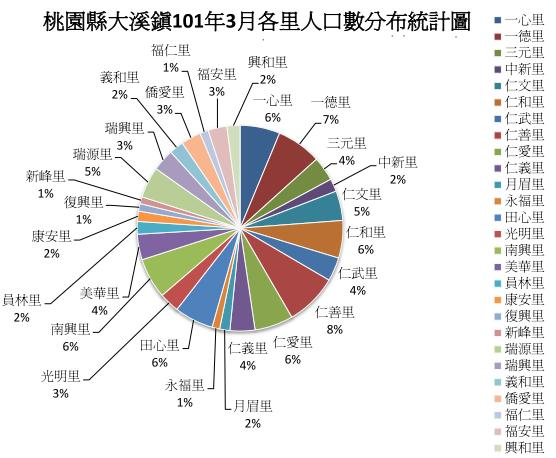 桃園縣大溪鎮101年3月各里人口數分布統計圖
一心里
6%
一德里
7%
三元里
4%
中新里
2%
仁文里
5%
仁和里
6%
仁武里
4%
仁善里
8%
仁愛里
6%
仁義里
4%
月眉里
2%
永福里
1%
田心里
6%
光明里
3%
南興里
6%
美華里
4%
員林里
2%
康安里
2%
復興里
1%
新峰里
1%
瑞源里
5%
瑞興里
3%
義和里
2%
僑愛里
3%
福仁里
1%
福安里
3%
興和里
2%
一心里
一德里
三元里
中新里
仁文里
仁和里
仁武里
仁善里
仁愛里
仁義里
月眉里
永福里
田心里
光明里
南興里
美華里
員林里
康安里
復興里
新峰里
瑞源里
瑞興里
義和里
僑愛里
福仁里
福安里
興和里